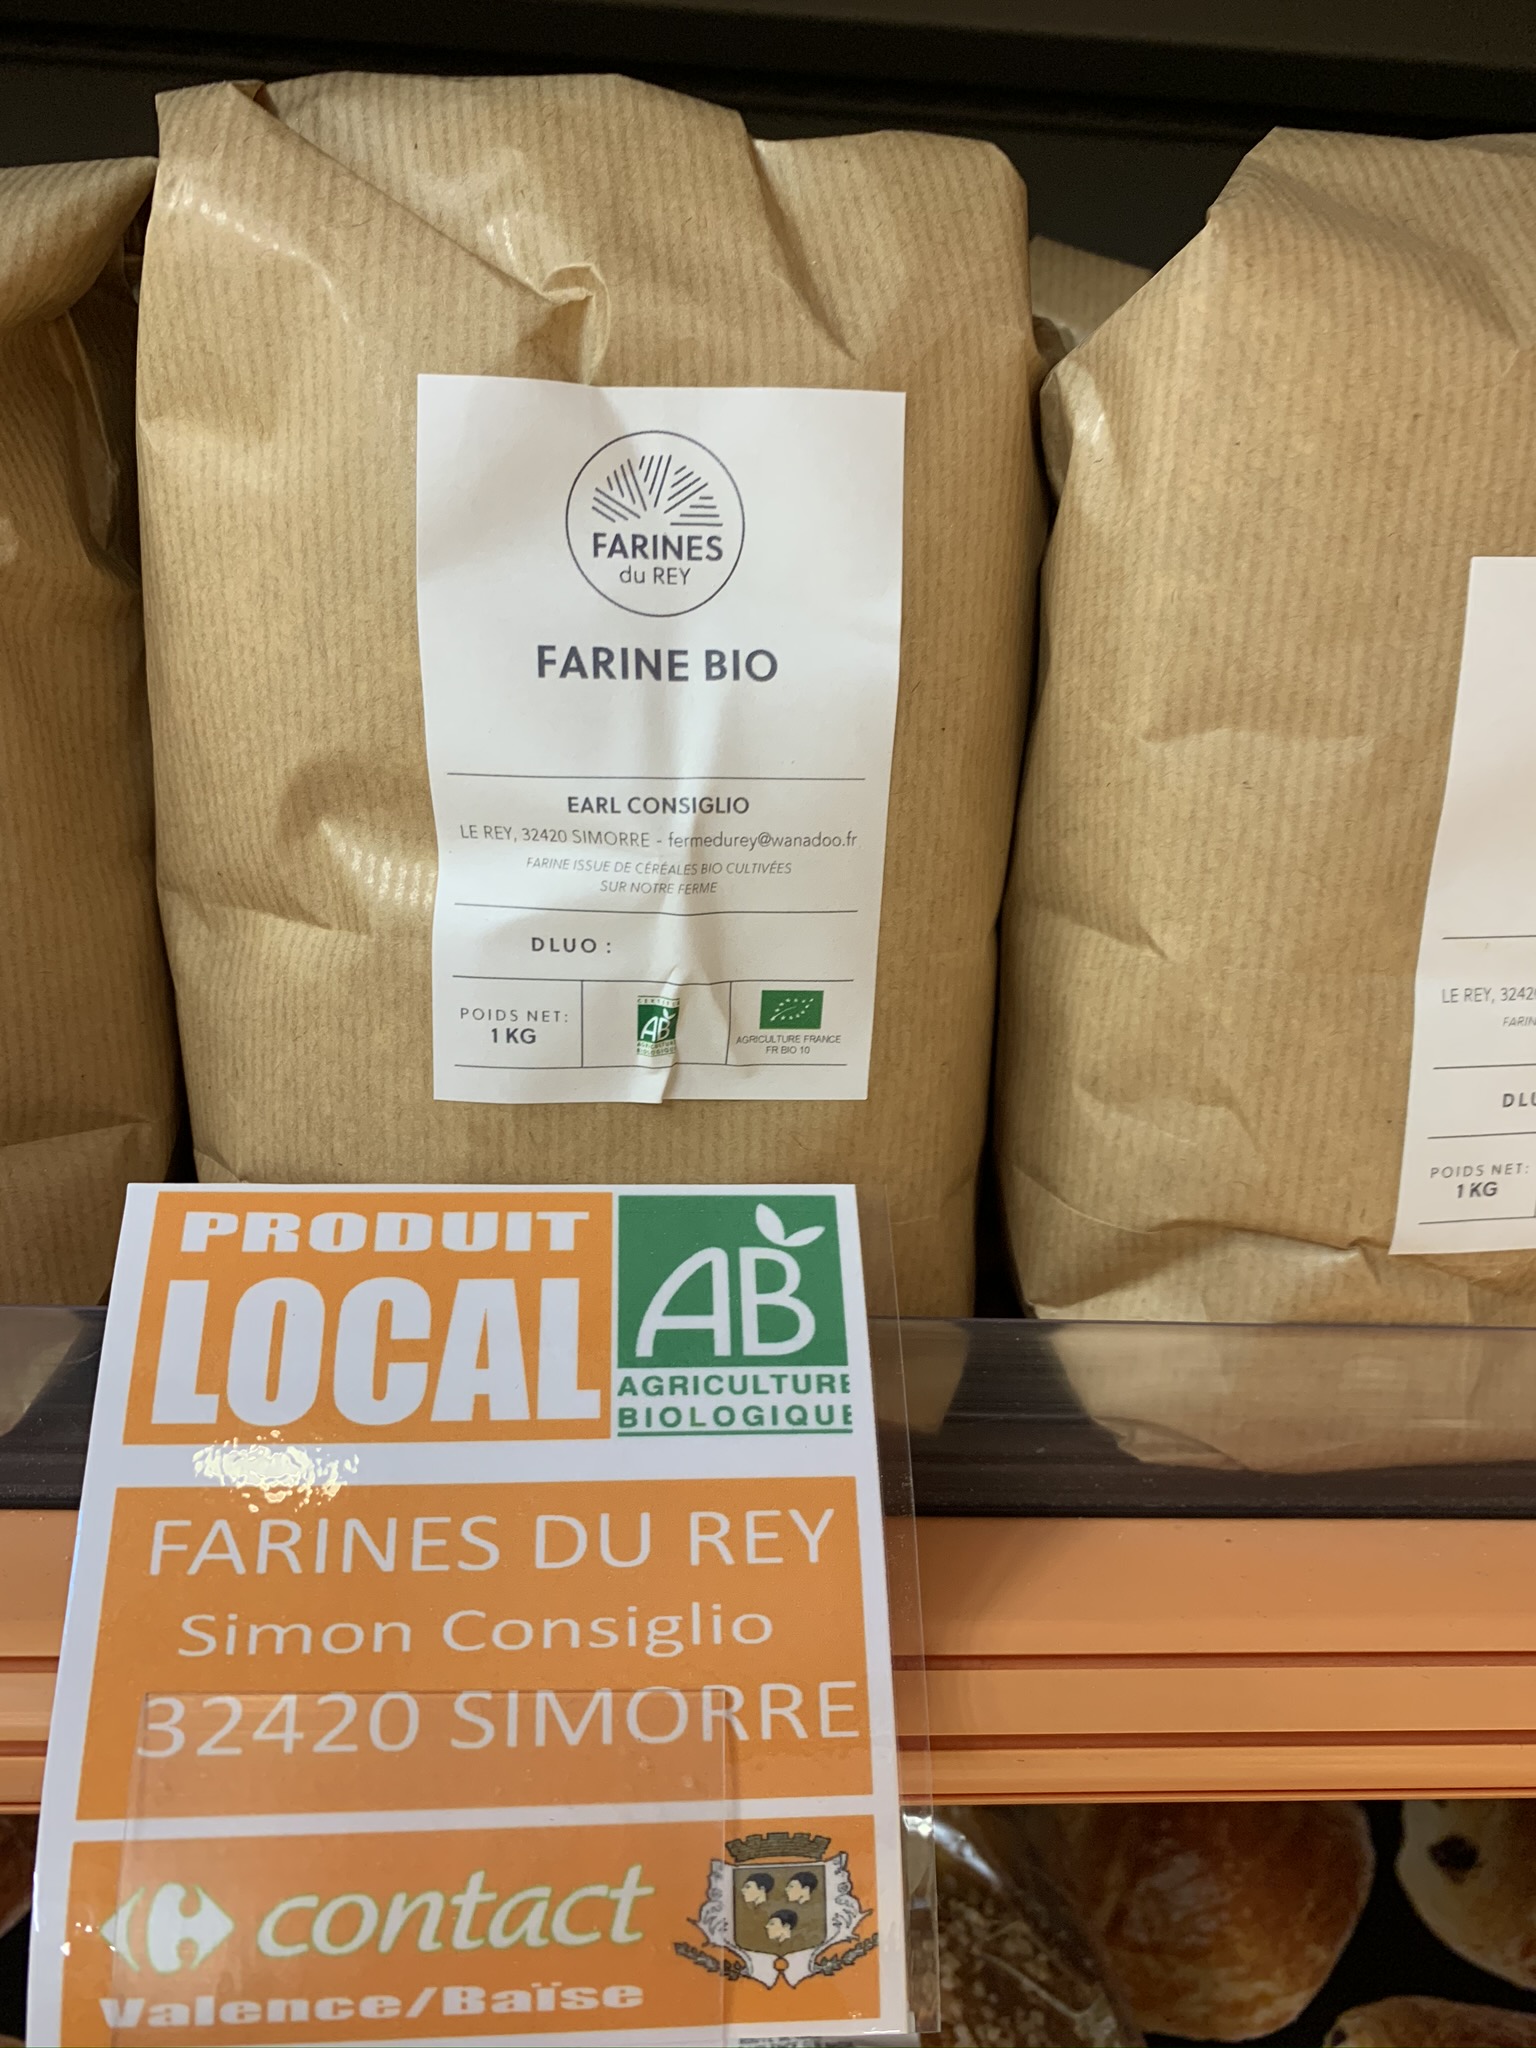 FARINES
du REY
FARINE BIO
EARL CONSIGLIO
LE REY, 32420 SIMORRE - fermedurey@wanadoo.fr
FARINE ISSUE DE CÉRÉALES BIO CULTIVÉES
SUR NOTRE FERME
DLUO :
POIDS NET:
1 KG
AB
AGRICULTURE FRANCE
FR BIO 10
LE REY, 3242
FARIN
DLU
POIDS NET:
1 KG
PRODUIT
LOCAL
AB
AGRICULTURE
BIOLOGIQUE
FARINES DU REY
Simon Consiglio
32420 SIMORRE
contact
Valence/Baïse